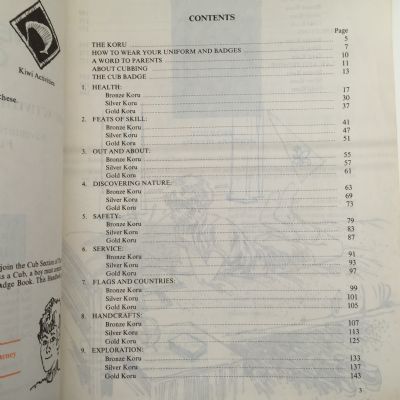 Kiwi Activities
these.
join the Cub Section of
s a Cub, a boy must
adge Book. This
CONTENTS
Page
THE KORU 5
HOW TO WEAR YOUR UNIFORM AND BADGES 7
A WORD TO PARENTS 10
ABOUT CUBBING 11
THE CUB BADGE 13
1. HEALTH:
Bronze Koru 17
Silver Koru 30
Gold Koru 37
2. FEATS OF SKILL:
Bronze Koru 41
Silver Koru 47
Gold Koru 51
3. OUT AND ABOUT:
Bronze Koru 55
Silver Koru 57
Gold Koru 61
4. DISCOVERING NATURE:
Bronze Koru 63
Silver Koru 69
Gold Koru 73
5. SAFETY:
Bronze Koru 79
Silver Koru 83
Gold Koru 87
6. SERVICE:
Bronze Koru 91
Silver Koru 93
Gold Koru 97
7. FLAGS AND COUNTRIES:
Bronze Koru 99
Silver Koru 101
Gold Koru 105
8. HANDCRAFTS:
Bronze Koru 107
Silver Koru 113
Gold Koru 125
9. EXPLORATION:
Bronze Koru 133
Silver Koru 137
Gold Koru 143
3